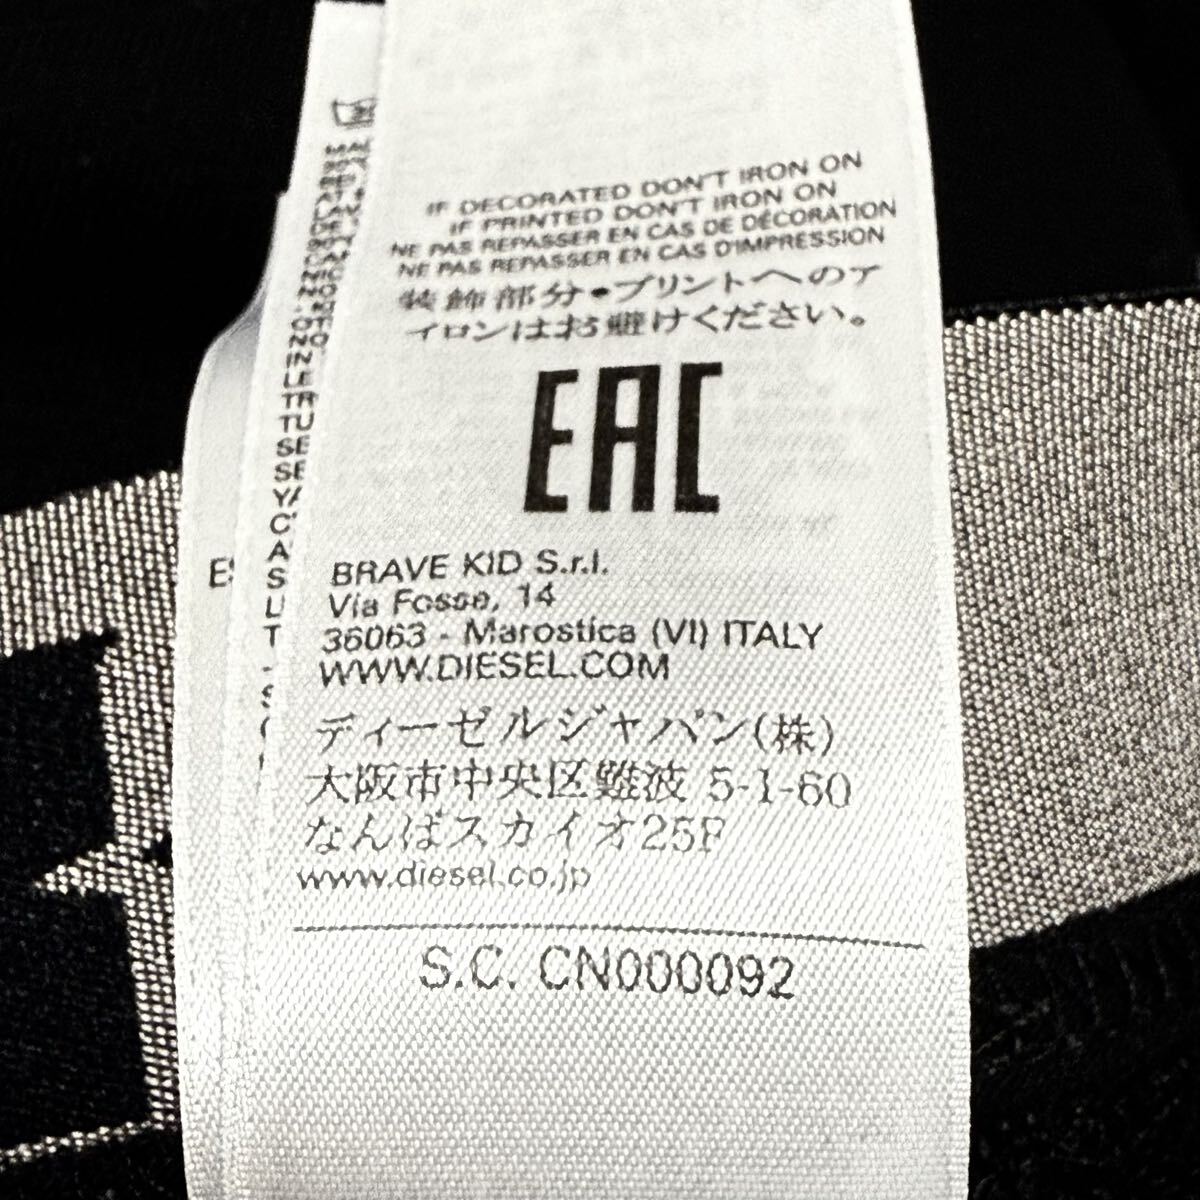 IF DECORATED DON'T IRON ON
IF PRINTED DON'T IRON ON
NE PAS REPASSER EN CAS DE DÉCORATION
NE PAS REPASSER EN CAS D'IMPRESSION
装飾部分・プリントへのア
イロンはお避けください。
EAC
BRAVE KID S.r.l.
Via Fosse, 14
36063 - Marostica (VI) ITALY
WWW.DIESEL.COM
ディーゼルジャパン(株)
大阪市中央区難波 5-1-60
なんばスカイオ25F
www.diesel.co.jp
S.C. CN000092